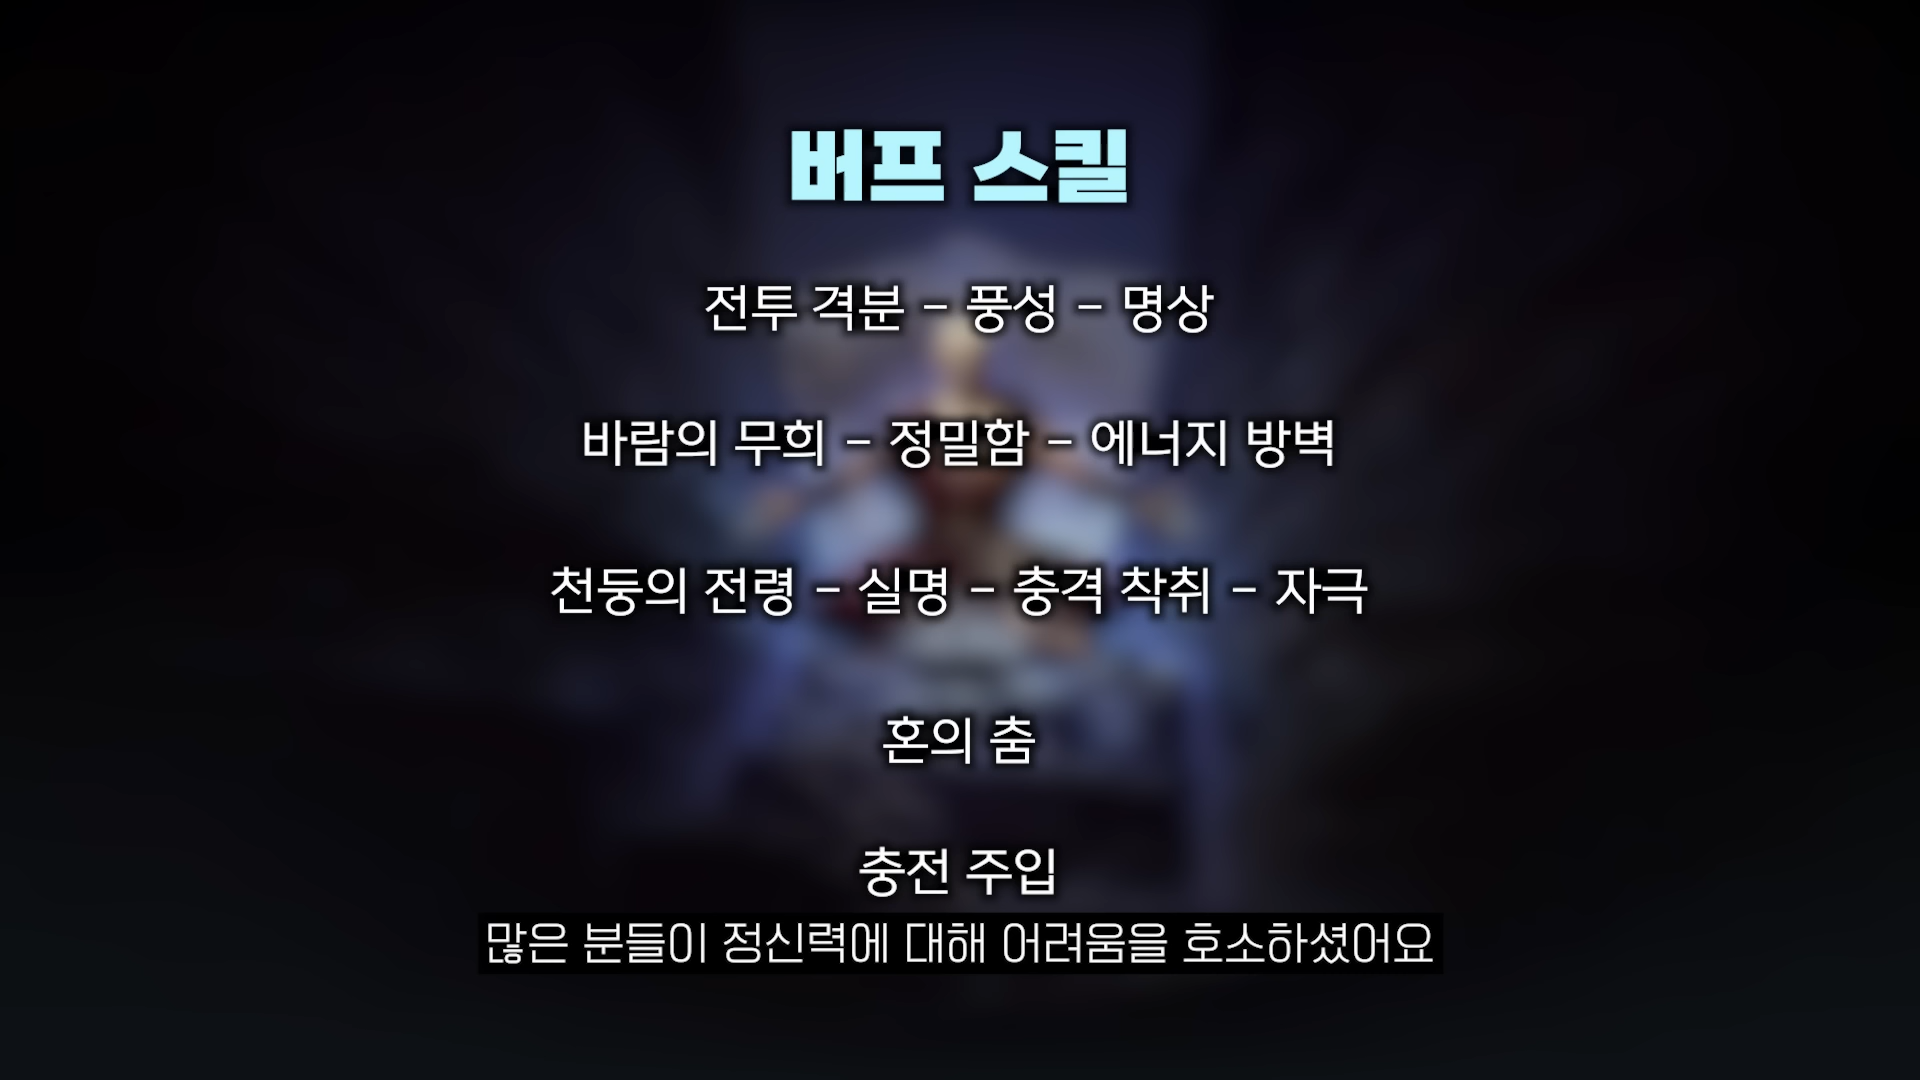 버프 스킬
전투 격분 - 풍성 - 명상
바람의 무희 - 정밀함 - 에너지 방벽
천둥의 전령 - 실명 - 충격 착취 - 자극
혼의 춤
충전 주입
많은 분들이 정신력에 대해 어려움을 호소하셨어요